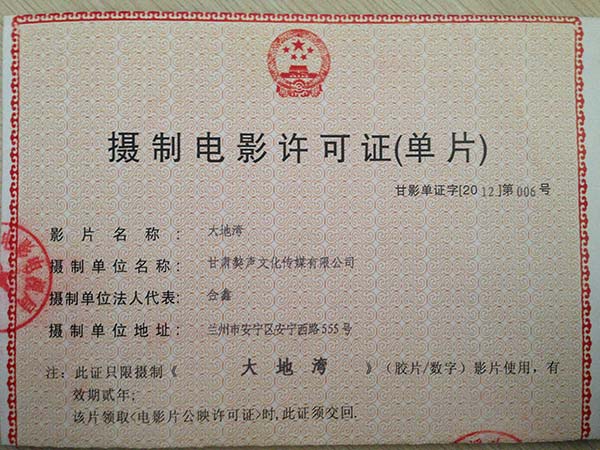 摄制电影许可证(单片)
甘影单证字[2012]第006号
影片名称: 大地湾
摄制单位名称: 甘肃樊声文化传媒有限公司
摄制单位法人代表: 佘鑫
摄制单位地址: 兰州市安宁区安宁西路555号
注: 此证只限摄制《 大地湾 》(胶片/数字)影片使用, 有
效期贰年;
该片领取<电影片公映许可证>时, 此证须交回.